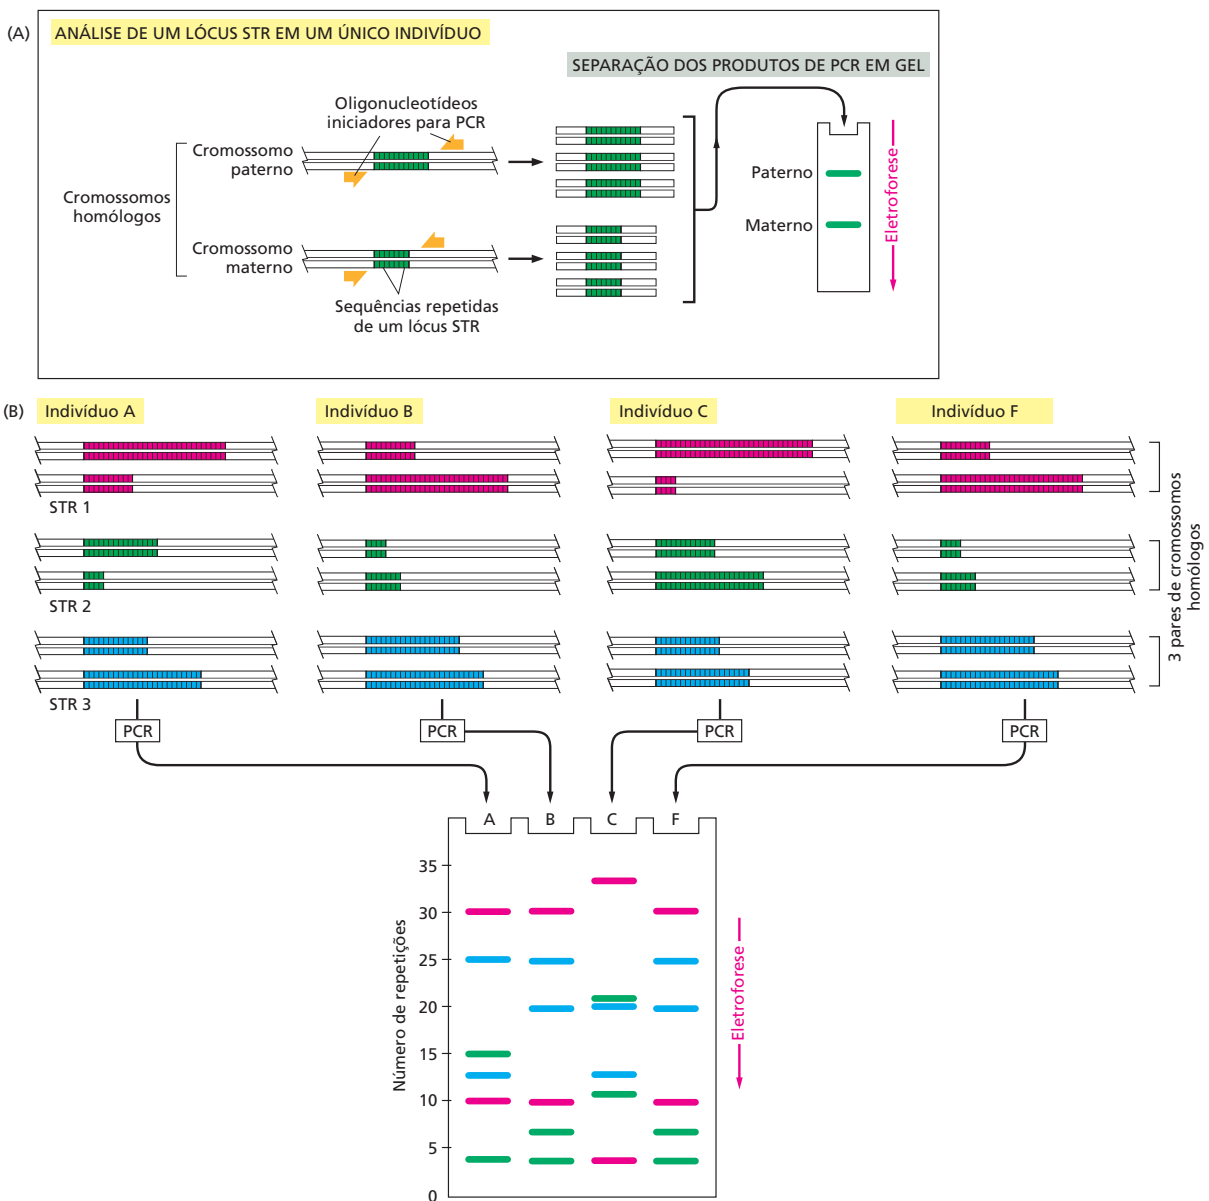 (A)
ANÁLISE DE UM LÓCUS STR EM UM ÚNICO INDIVÍDUO
SEPARAÇÃO DOS PRODUTOS DE PCR EM GEL
Oligonucleotídeos
iniciadores para PCR
Cromossomo
paterno
Cromossomos
homólogos
Cromossomo
materno
Sequências repetidas
de um lócus STR
Paterno
Materno
Eletroforese
(B)
Indivíduo A
Indivíduo B
Indivíduo C
Indivíduo F
STR 1
STR 2
STR 3
3 pares de cromossomos
homólogos
PCR
PCR
PCR
PCR
A
B
C
F
Número de repetições
35
30
25
20
15
10
5
0
Eletroforese